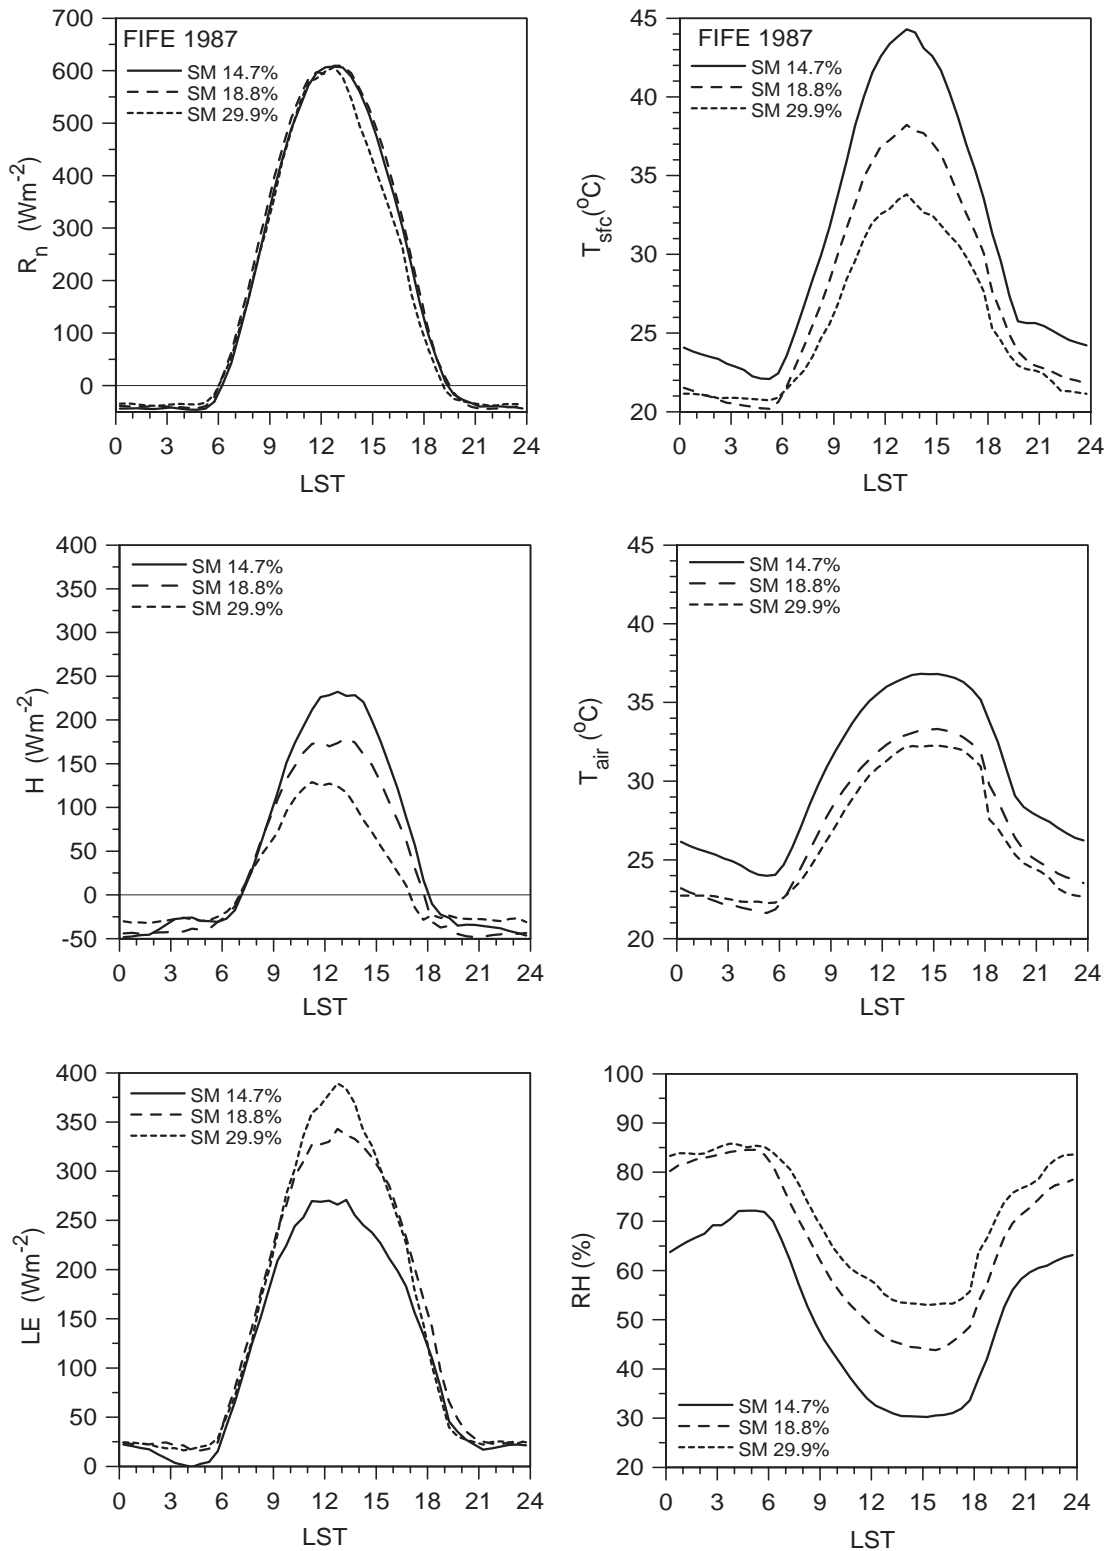 FIFE 1987
SM 14.7%
SM 18.8%
SM 29.9%
700
600
500
400
300
200
100
0
Rn (Wm-2)
0 3 6 9 12 15 18 21 24
LST
FIFE 1987
SM 14.7%
SM 18.8%
SM 29.9%
45
40
35
30
25
20
Tsfc(oC)
0 3 6 9 12 15 18 21 24
LST
SM 14.7%
SM 18.8%
SM 29.9%
400
350
300
250
200
150
100
50
0
-50
H (Wm-2)
0 3 6 9 12 15 18 21 24
LST
SM 14.7%
SM 18.8%
SM 29.9%
45
40
35
30
25
20
Tair (oC)
0 3 6 9 12 15 18 21 24
LST
SM 14.7%
SM 18.8%
SM 29.9%
400
350
300
250
200
150
100
50
0
LE (Wm-2)
0 3 6 9 12 15 18 21 24
LST
100
90
80
70
60
50
40
30
20
RH (%)
SM 14.7%
SM 18.8%
SM 29.9%
0 3 6 9 12 15 18 21 24
LST